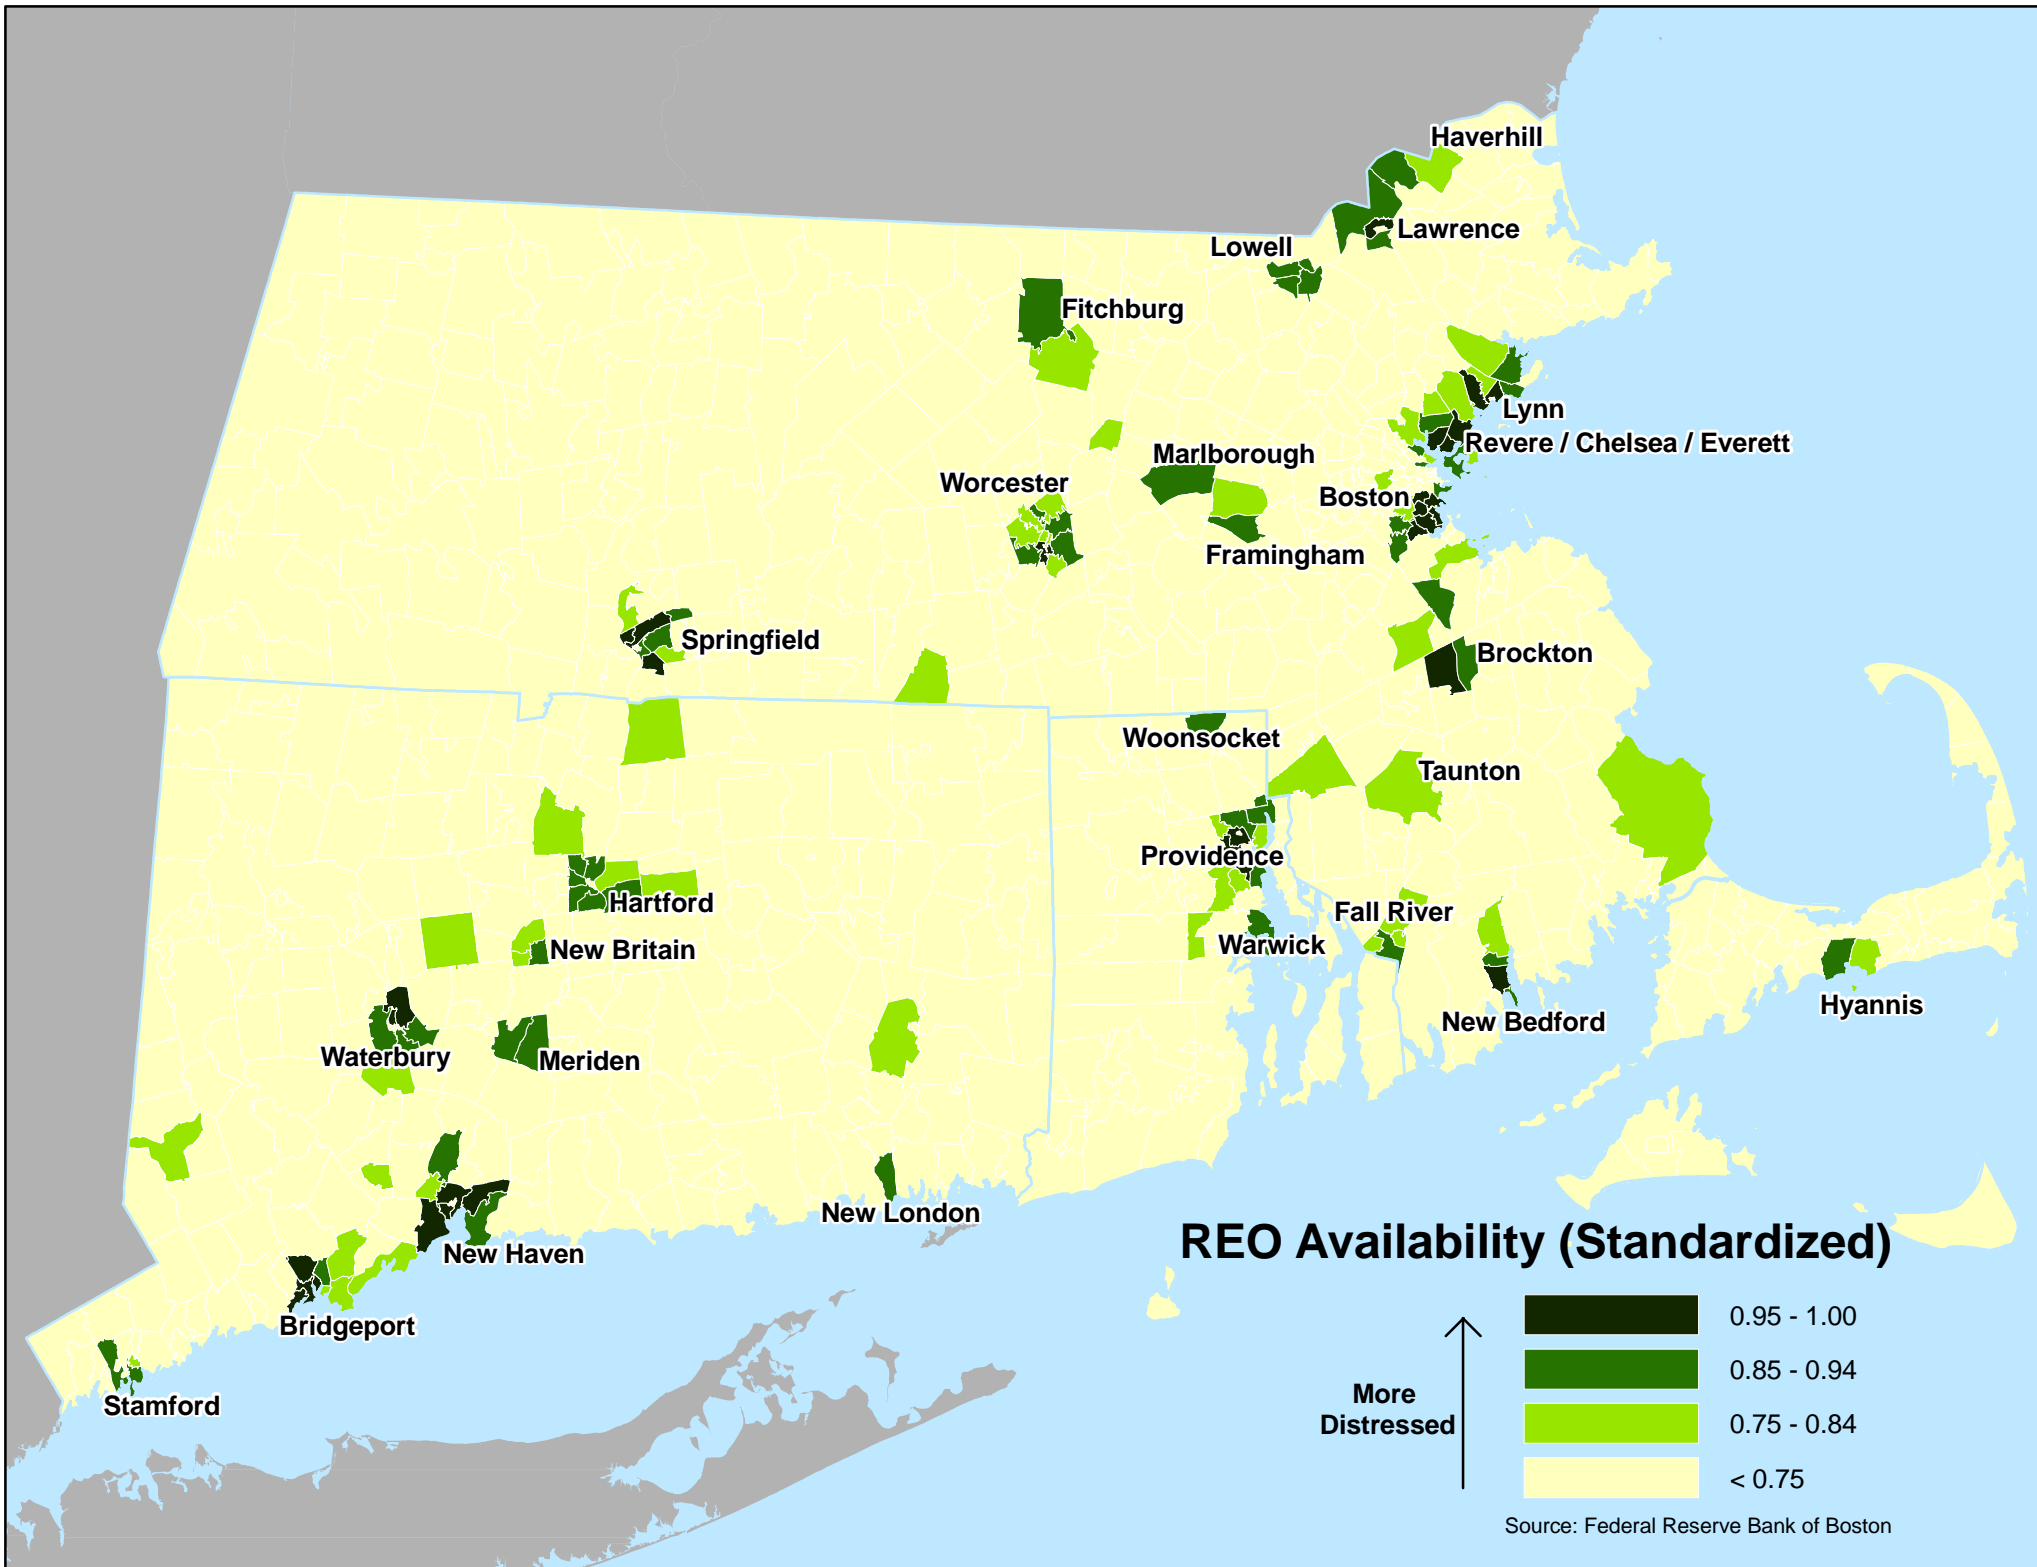 Haverhill
Lawrence
Lowell
Fitchburg
Lynn
Revere / Chelsea / Everett
Marlborough
Worcester
Boston
Framingham
Springfield
Brockton
Woonsocket
Taunton
Providence
Hartford
Fall River
Warwick
New Britain
Hyannis
New Bedford
Waterbury
Meriden
New London
New Haven
Bridgeport
Stamford
REO Availability (Standardized)
More
Distressed
0.95 - 1.00
0.85 - 0.94
0.75 - 0.84
< 0.75
Source: Federal Reserve Bank of Boston